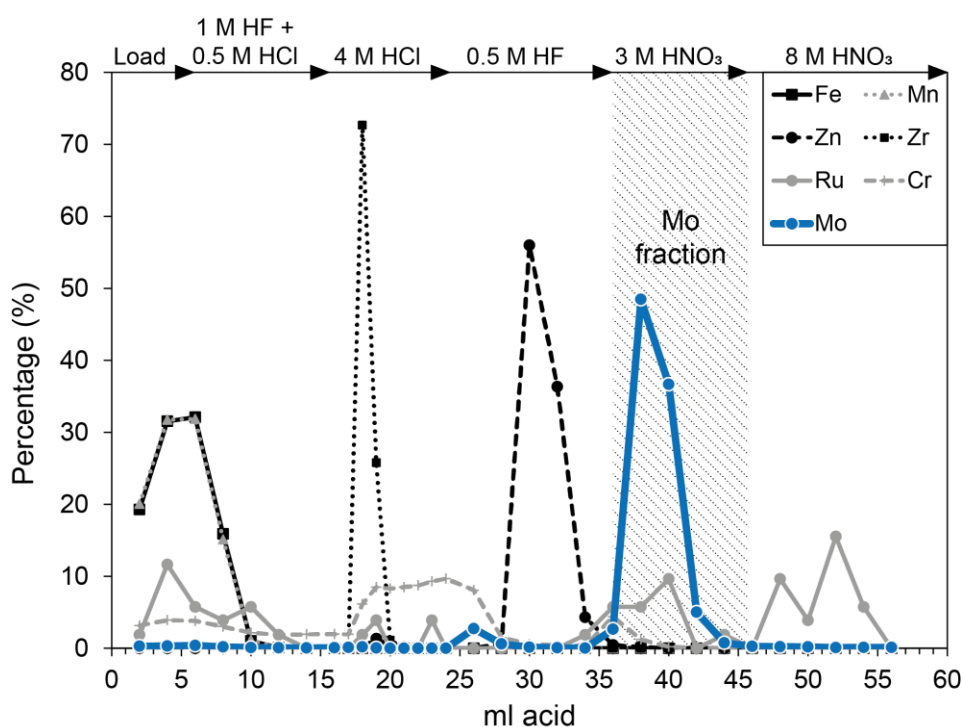 1 M HF +
Load 0.5 M HCl 4 M HCl 0.5 M HF 3 M HNO₃ 8 M HNO₃
80
70
60
50
40
30
20
10
0
Percentage (%)
Fe Mn
Zn Zr
Ru Cr
Mo
Mo
fraction
0 5 10 15 20 25 30 35 40 45 50 55 60
ml acid